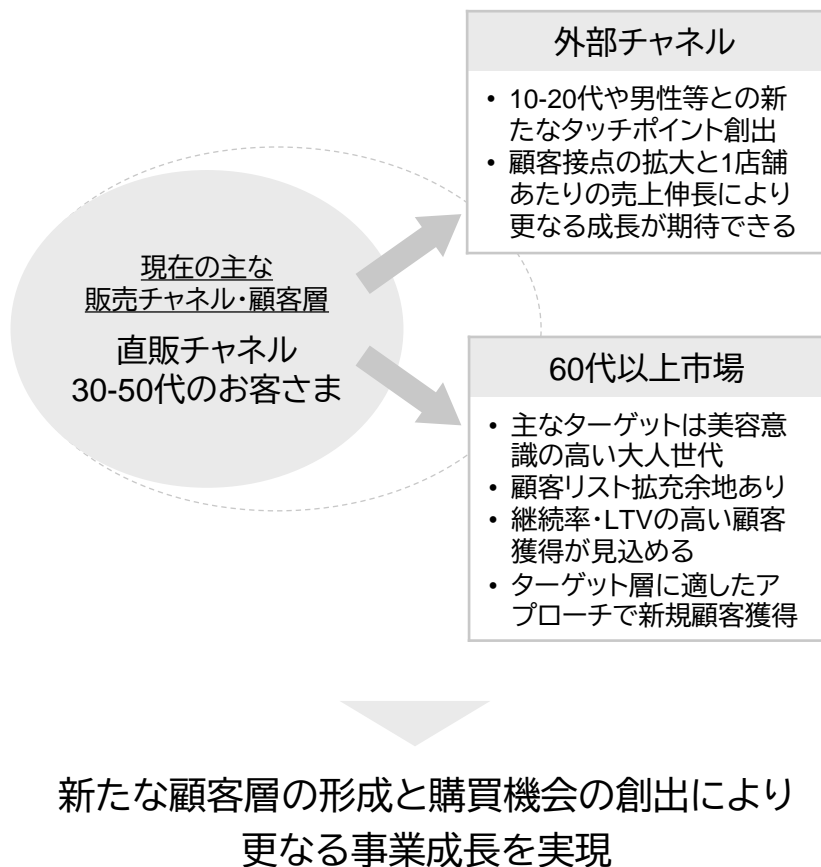 外部チャネル
• 10-20代や男性等との新
たなタッチポイント創出
• 顧客接点の拡大と1店舗
あたりの売上伸長により
更なる成長が期待できる
現在の主な
販売チャネル・顧客層
直販チャネル
30-50代のお客さま
60代以上市場
• 主なターゲットは美容意
識の高い大人世代
• 顧客リスト拡充余地あり
• 継続率・LTVの高い顧客
獲得が見込める
• ターゲット層に適したア
プローチで新規顧客獲得
新たな顧客層の形成と購買機会の創出により
更なる事業成長を実現